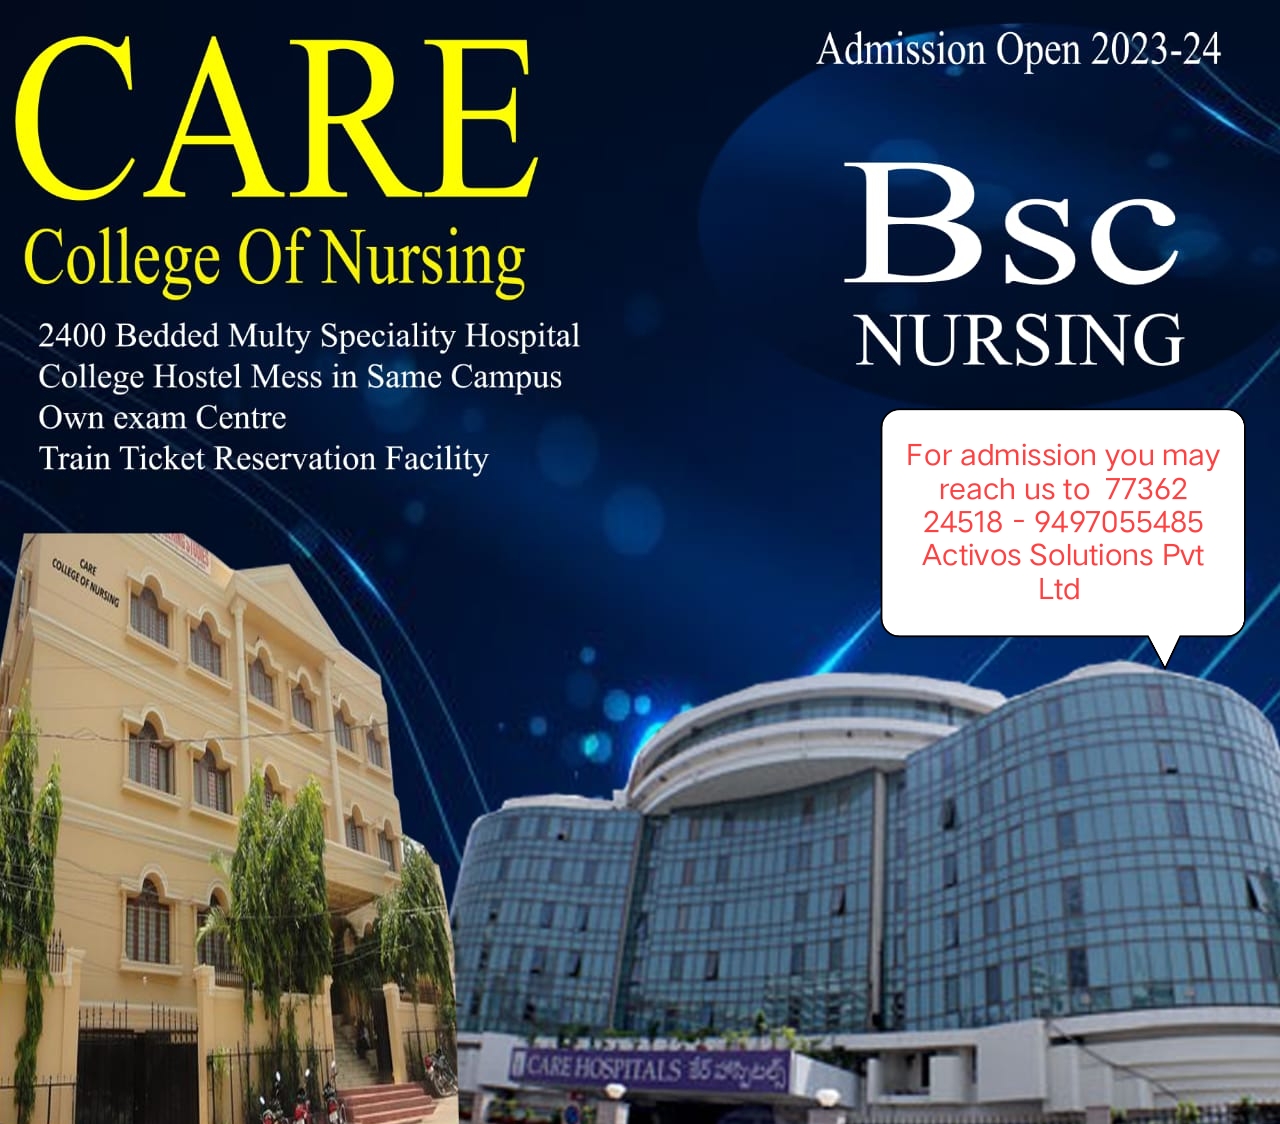 CARE
College Of Nursing
2400 Bedded Multy Speciality Hospital
College Hostel Mess in Same Campus
Own exam Centre
Train Ticket Reservation Facility
Admission Open 2023-24
Bsc
NURSING
For admission you may
reach us to 77362
24518 - 9497055485
Activos Solutions Pvt
Ltd
CARE
COLLEGE OF NURSING
CARE HOSPITALS కేర్ హాస్పిటల్స్